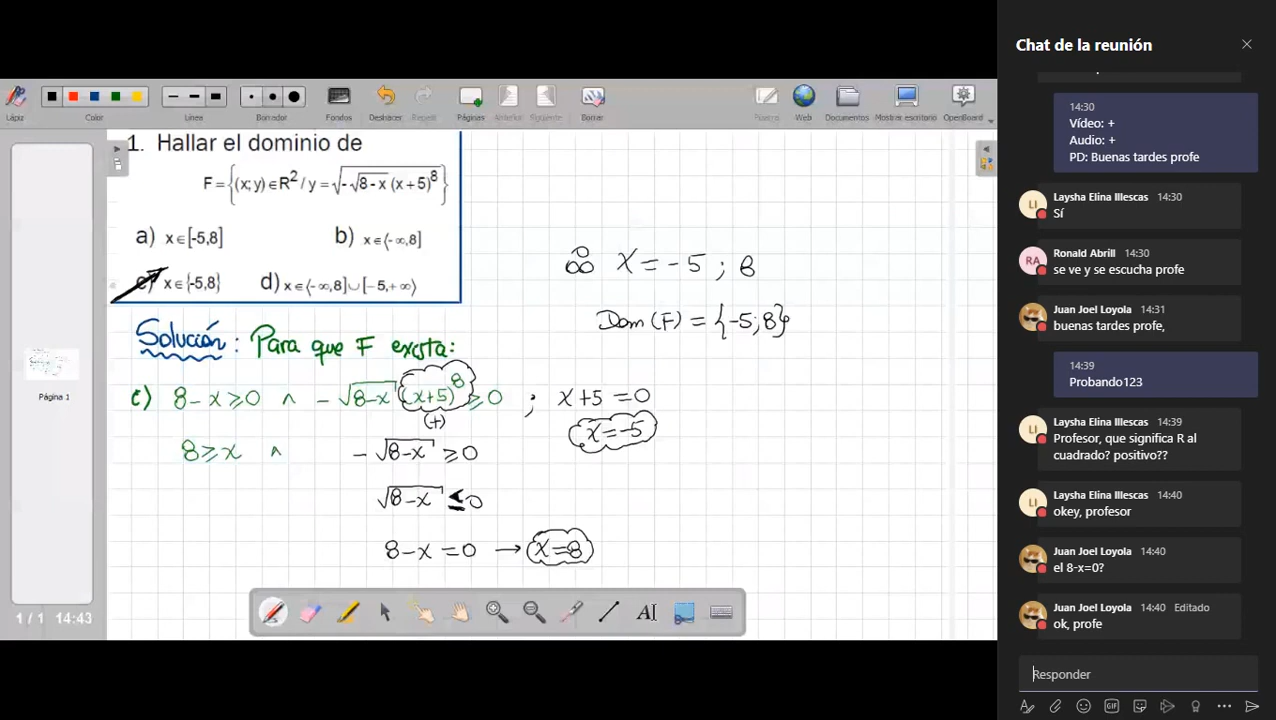 Lápiz
Color
Línea
Borrador
Fondos
Deshacer
Páginas
Anterior
Siguiente
Borrar
Web
Documentos
Mostrar escritorio
OpenBoard
1. Hallar el dominio de
F = {(x; y) ∈ R² / y = √(-√(8-x) (x+5)⁸)}
a) x ∈ [-5,8]
b) x ∈ ⟨-∞,8]
c) x ∈ {-5,8}
d) x ∈ ⟨-∞,8] ∪ [-5,+∞⟩
∴ x = -5 ; 8
Dom (F) = {-5; 8}
Solución : Para que F exista:
c) 8-x ≥ 0 ∧ -√(8-x) (x+5)⁸ ≥ 0 ; x+5 = 0
(+)
x = -5
8 ≥ x ∧ -√(8-x) ≥ 0
√(8-x) ≤ 0
8-x = 0 → x = 8
Página 1
1 / 1 14:43
Chat de la reunión
14:30
Vídeo: +
Audio: +
PD: Buenas tardes profe
Laysha Elina Illescas 14:30
LI
Sí
Ronald Abrill 14:30
RA
se ve y se escucha profe
Juan Joel Loyola 14:31
buenas tardes profe,
14:39
Probando123
Laysha Elina Illescas 14:39
LI
Profesor, que significa R al
cuadrado? positivo??
Laysha Elina Illescas 14:40
LI
okey, profesor
Juan Joel Loyola 14:40
el 8-x=0?
Juan Joel Loyola 14:40 Editado
ok, profe
Responder
GIF